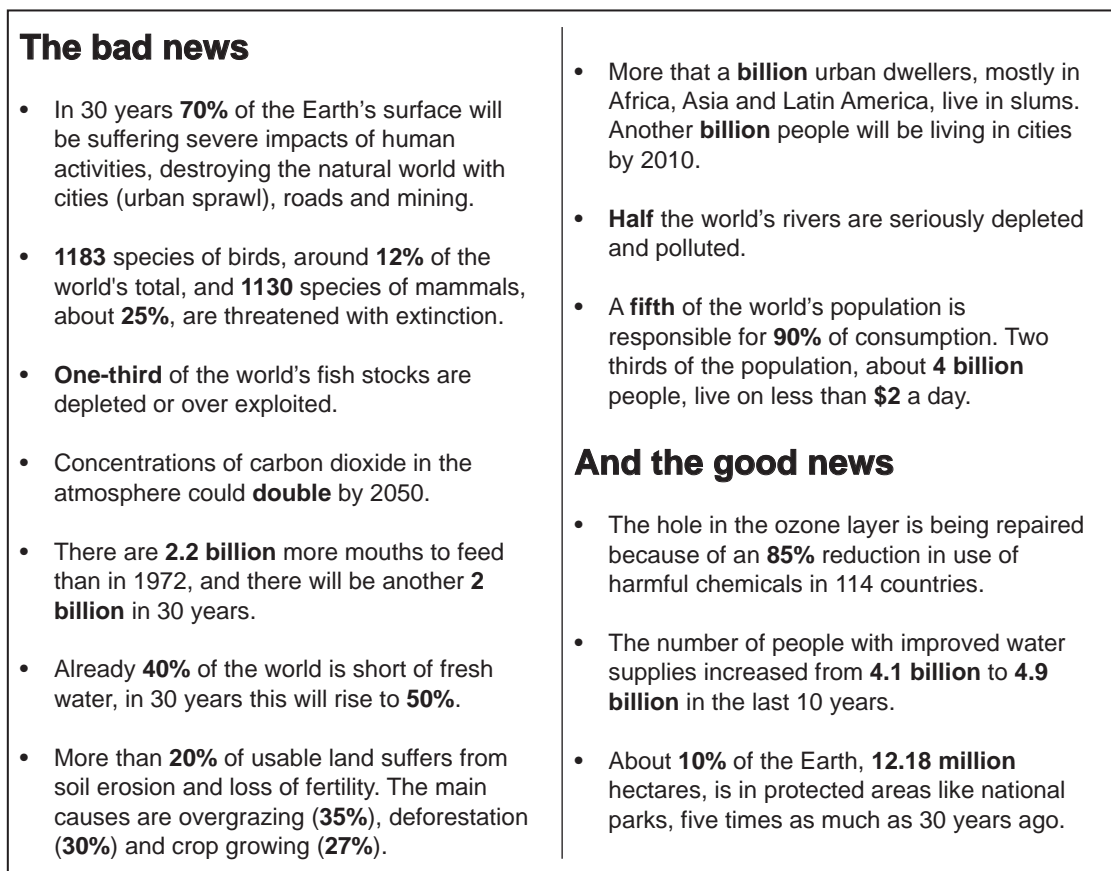 The bad news
• In 30 years 70% of the Earth’s surface will
be suffering severe impacts of human
activities, destroying the natural world with
cities (urban sprawl), roads and mining.
• 1183 species of birds, around 12% of the
world's total, and 1130 species of mammals,
about 25%, are threatened with extinction.
• One-third of the world’s fish stocks are
depleted or over exploited.
• Concentrations of carbon dioxide in the
atmosphere could double by 2050.
• There are 2.2 billion more mouths to feed
than in 1972, and there will be another 2
billion in 30 years.
• Already 40% of the world is short of fresh
water, in 30 years this will rise to 50%.
• More than 20% of usable land suffers from
soil erosion and loss of fertility. The main
causes are overgrazing (35%), deforestation
(30%) and crop growing (27%).
• More that a billion urban dwellers, mostly in
Africa, Asia and Latin America, live in slums.
Another billion people will be living in cities
by 2010.
• Half the world’s rivers are seriously depleted
and polluted.
• A fifth of the world’s population is
responsible for 90% of consumption. Two
thirds of the population, about 4 billion
people, live on less than $2 a day.
And the good news
• The hole in the ozone layer is being repaired
because of an 85% reduction in use of
harmful chemicals in 114 countries.
• The number of people with improved water
supplies increased from 4.1 billion to 4.9
billion in the last 10 years.
• About 10% of the Earth, 12.18 million
hectares, is in protected areas like national
parks, five times as much as 30 years ago.